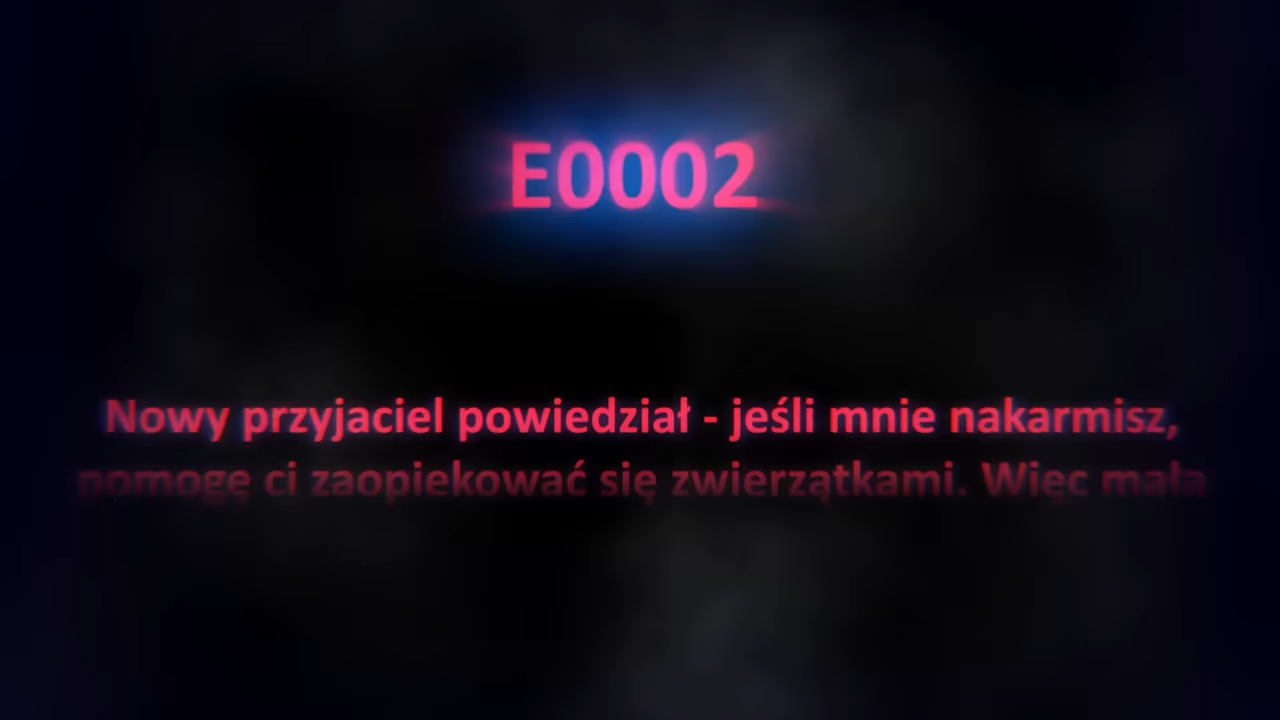 E0002
Nowy przyjaciel powiedział - jeśli mnie nakarmisz,
pomogę ci zaopiekować się zwierzątkami. Więc mała